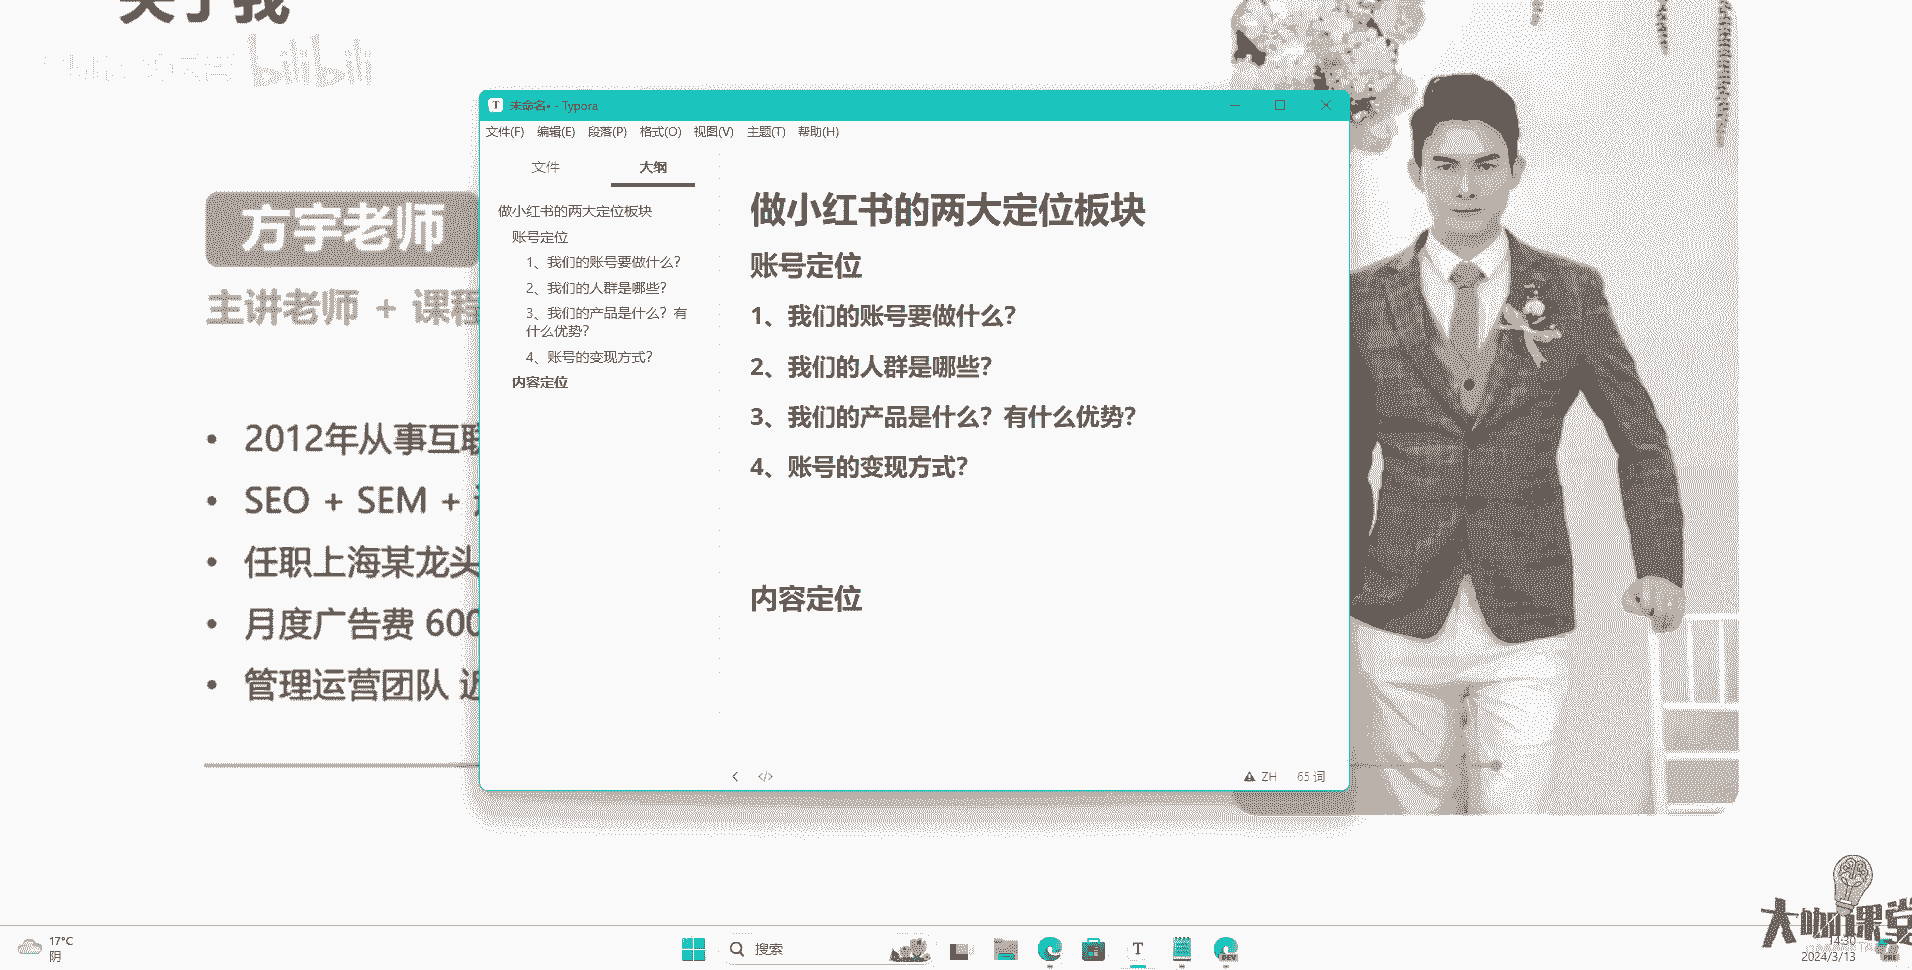 关于我
bilibili
未命名• - Typora
文件(F) 编辑(E) 段落(P) 格式(O) 视图(V) 主题(T) 帮助(H)
文件 大纲
做小红书的两大定位板块
账号定位
1、我们的账号要做什么?
2、我们的人群是哪些?
3、我们的产品是什么？有
什么优势?
4、账号的变现方式?
内容定位
做小红书的两大定位板块
账号定位
1、我们的账号要做什么?
2、我们的人群是哪些?
3、我们的产品是什么？有什么优势?
4、账号的变现方式?
内容定位
ZH 65 词
方宇老师
主讲老师 + 课程
2012年从事互联
SEO + SEM +
任职上海某龙头
月度广告费 600
管理运营团队 近
大咖课堂
17°C
阴
搜索
DEV
14:30
2024/3/13
PRE